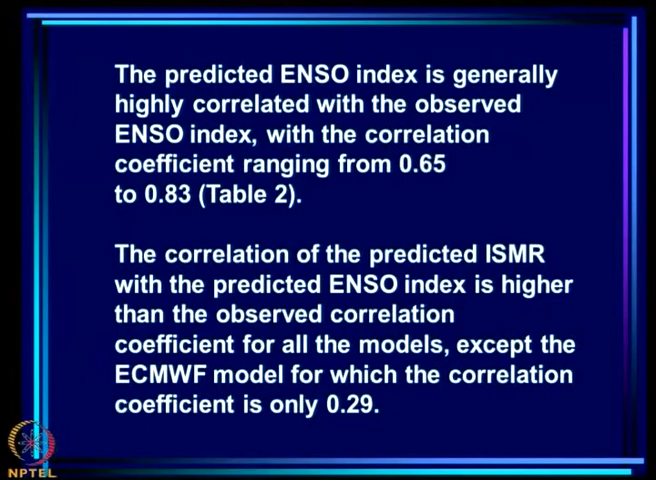 The predicted ENSO index is generally
highly correlated with the observed
ENSO index, with the correlation
coefficient ranging from 0.65
to 0.83 (Table 2).
The correlation of the predicted ISMR
with the predicted ENSO index is higher
than the observed correlation
coefficient for all the models, except the
ECMWF model for which the correlation
coefficient is only 0.29.
NPTEL